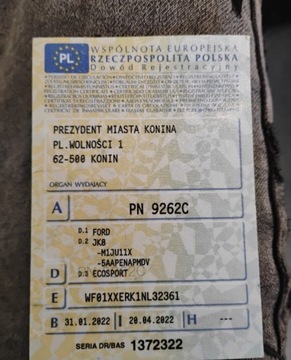 PL
WSPÓLNOTA EUROPEJSKA
RZECZPOSPOLITA POLSKA
Dowód Rejestracyjny
PREZYDENT MIASTA KONINA
PL.WOLNOŚCI 1
62-500 KONIN
ORGAN WYDAJĄCY
A PN 9262C
D.1 FORD
D.2 JK8
-M1JU11X
-5AAPENAPMDV
D D.3 ECOSPORT
E WF01XXERK1NL32361
B 31.01.2022 I 20.04.2022 H ---
SERIA DR/BAS 1372322